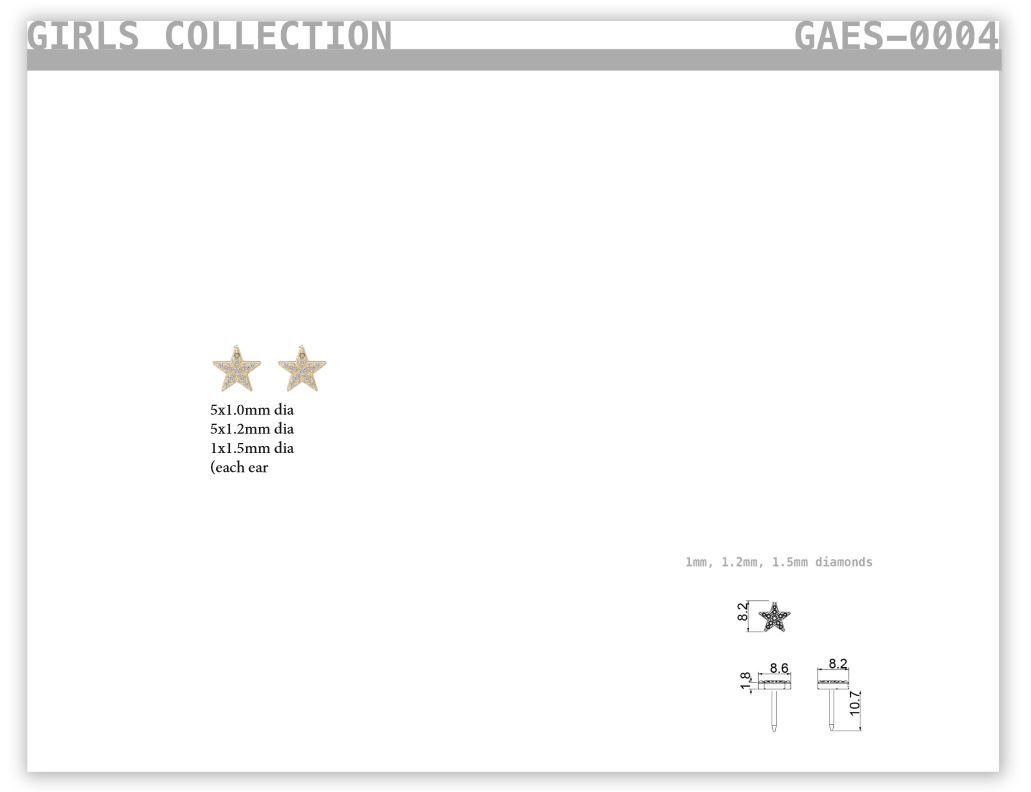 GIRLS COLLECTION
GAES-0004
5x1.0mm dia
5x1.2mm dia
1x1.5mm dia
(each ear
1mm, 1.2mm, 1.5mm diamonds
8.2
8.6
8.2
1.8
10.7